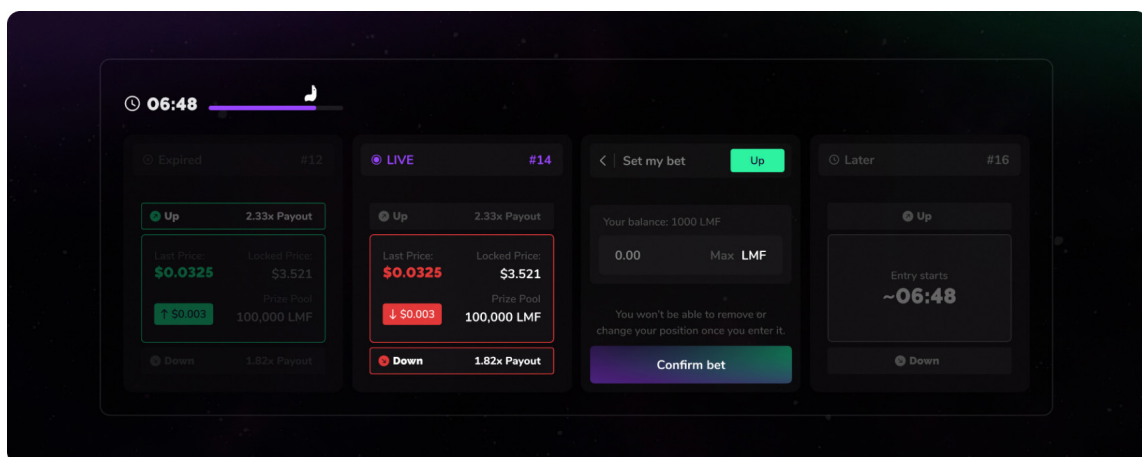 06:48
Expired #12
Up 2.33x Payout
Last Price: Locked Price:
$0.0325 $3.521
Prize Pool
↑ $0.003 100,000 LMF
Down 1.82x Payout
LIVE #14
Up 2.33x Payout
Last Price: Locked Price:
$0.0325 $3.521
Prize Pool
↓ $0.003 100,000 LMF
Down 1.82x Payout
Set my bet Up
Your balance: 1000 LMF
0.00 Max LMF
You won't be able to remove or
change your position once you enter it.
Confirm bet
Later #16
Up
Entry starts
~06:48
Down